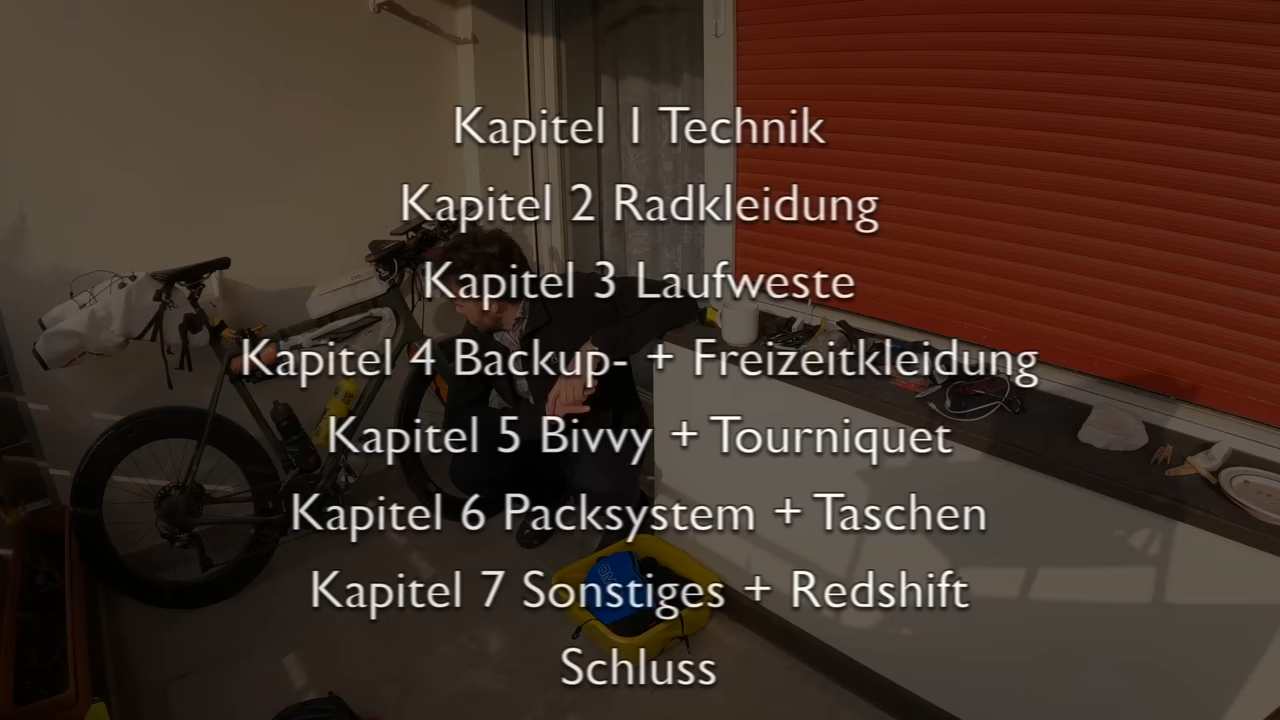 Kapitel 1 Technik
Kapitel 2 Radkleidung
Kapitel 3 Laufweste
Kapitel 4 Backup- + Freizeitkleidung
Kapitel 5 Bivvy + Tourniquet
Kapitel 6 Packsystem + Taschen
Kapitel 7 Sonstiges + Redshift
Schluss